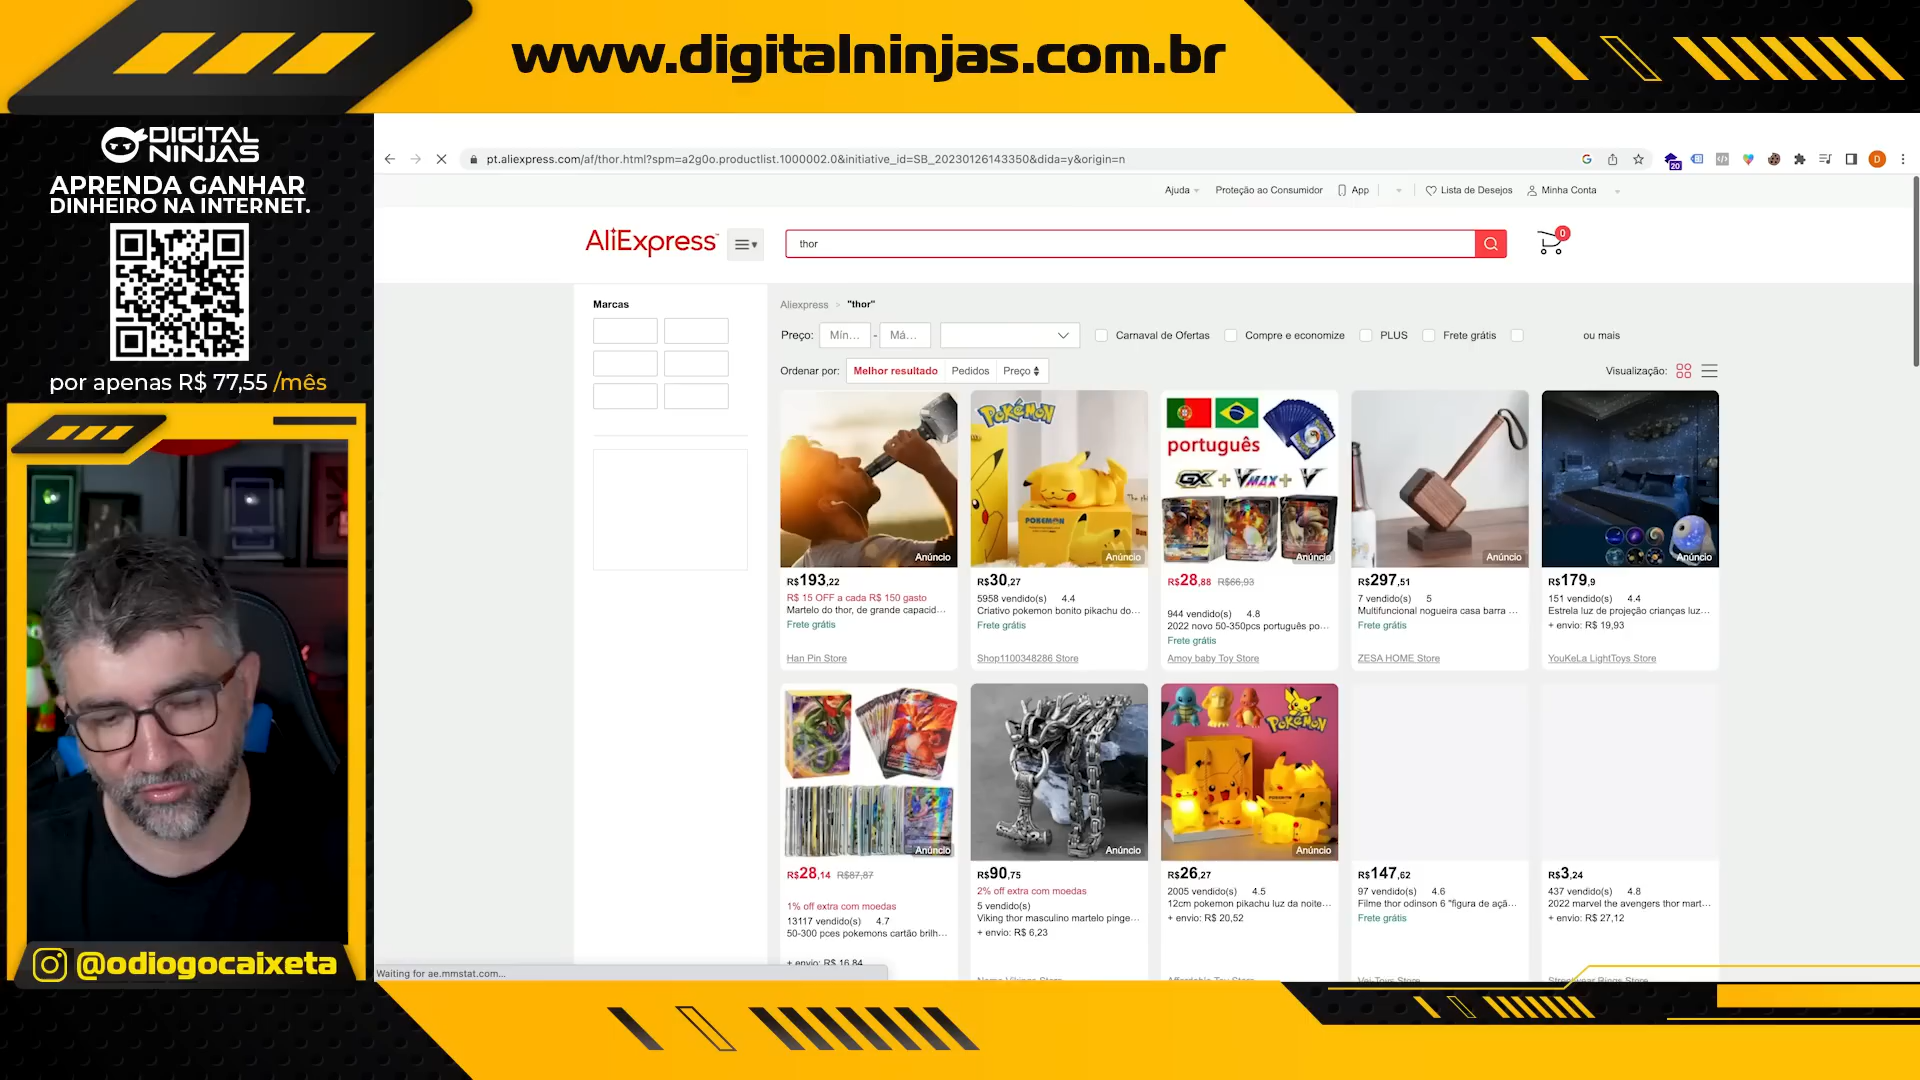 www.digitalninjas.com.br
DIGITAL
NINJAS
APRENDA GANHAR
DINHEIRO NA INTERNET.
por apenas R$ 77,55 /mês
@odiogocaixeta
pt.aliexpress.com/af/thor.html?spm=a2g0o.productlist.1000002.0&initiative_id=SB_20230126143350&dida=y&origin=n
20
D
Ajuda
Proteção ao Consumidor
App
Lista de Desejos
Minha Conta
AliExpress
thor
0
Marcas
Aliexpress > "thor"
Preço: Mín... - Má...
Carnaval de Ofertas
Compre e economize
PLUS
Frete grátis
ou mais
Ordenar por: Melhor resultado Pedidos Preço
Visualização:
Anúncio
R$193,22
R$ 15 OFF a cada R$ 150 gasto
Martelo do thor, de grande capacid...
Frete grátis
Han Pin Store
POKÉMON
POKEMON
Anúncio
R$30,27
5958 vendido(s) 4.4
Criativo pokemon bonito pikachu do...
Frete grátis
Shop1100348286 Store
português
GX + VMAX + V
Anúncio
R$28,88 R$66,93
944 vendido(s) 4.8
2022 novo 50-350pcs português po...
Frete grátis
Amoy baby Toy Store
Anúncio
R$297,51
7 vendido(s) 5
Multifuncional nogueira casa barra ...
Frete grátis
ZESA HOME Store
Anúncio
R$179,9
151 vendido(s) 4.4
Estrela luz de projeção crianças luz...
+ envio: R$ 19,93
YouKeLa LightToys Store
Anúncio
R$28,14 R$87,87
1% off extra com moedas
13117 vendido(s) 4.7
50-300 pces pokemons cartão brilh...
+ envio: R$ 16,84
Anúncio
R$90,75
2% off extra com moedas
5 vendido(s)
Viking thor masculino martelo pinge...
+ envio: R$ 6,23
POKÉMON
Anúncio
R$26,27
2005 vendido(s) 4.5
12cm pokemon pikachu luz da noite...
+ envio: R$ 20,52
R$147,62
97 vendido(s) 4.6
Filme thor odinson 6 "figura de açã...
Frete grátis
R$3,24
437 vendido(s) 4.8
2022 marvel the avengers thor mart...
+ envio: R$ 27,12
Waiting for ae.mmstat.com...